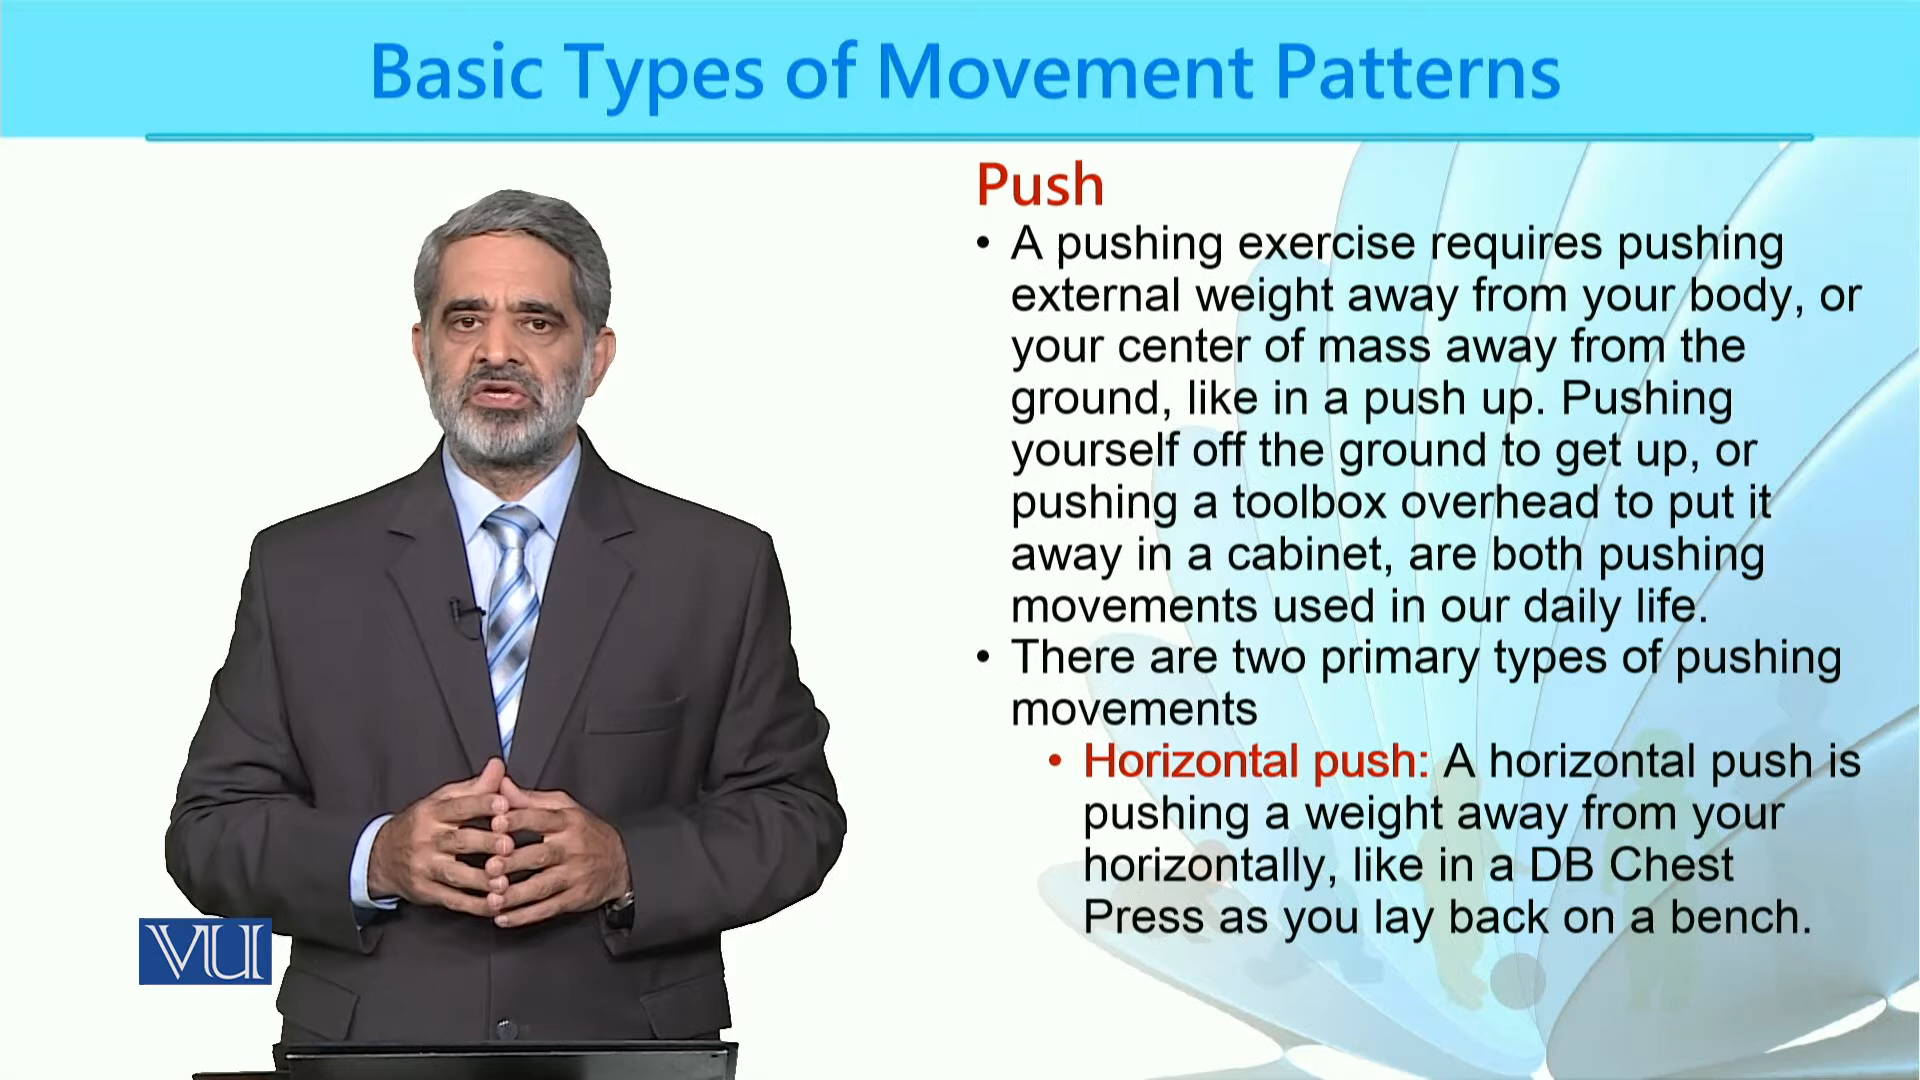 Basic Types of Movement Patterns
Push
• A pushing exercise requires pushing
external weight away from your body, or
your center of mass away from the
ground, like in a push up. Pushing
yourself off the ground to get up, or
pushing a toolbox overhead to put it
away in a cabinet, are both pushing
movements used in our daily life.
• There are two primary types of pushing
movements
• Horizontal push: A horizontal push is
pushing a weight away from your
horizontally, like in a DB Chest
Press as you lay back on a bench.
VU